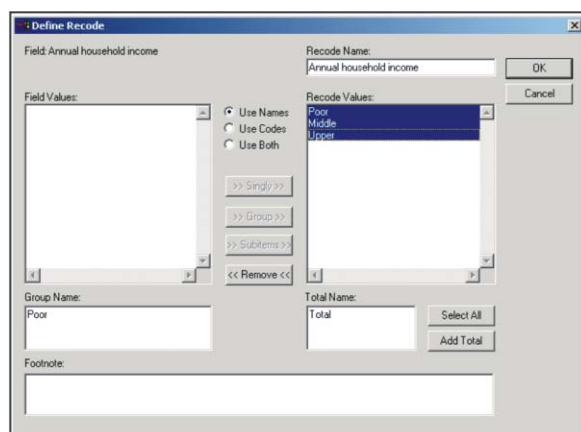 Define Recode
Field: Annual household income
Recode Name:
Annual household income
OK
Cancel
Field Values:
Use Names
Use Codes
Use Both
>> Singly >>
>> Group >>
>> Subitems >>
<< Remove <<
Recode Values:
Poor
Middle
Upper
Group Name:
Poor
Total Name:
Total
Select All
Add Total
Footnote: